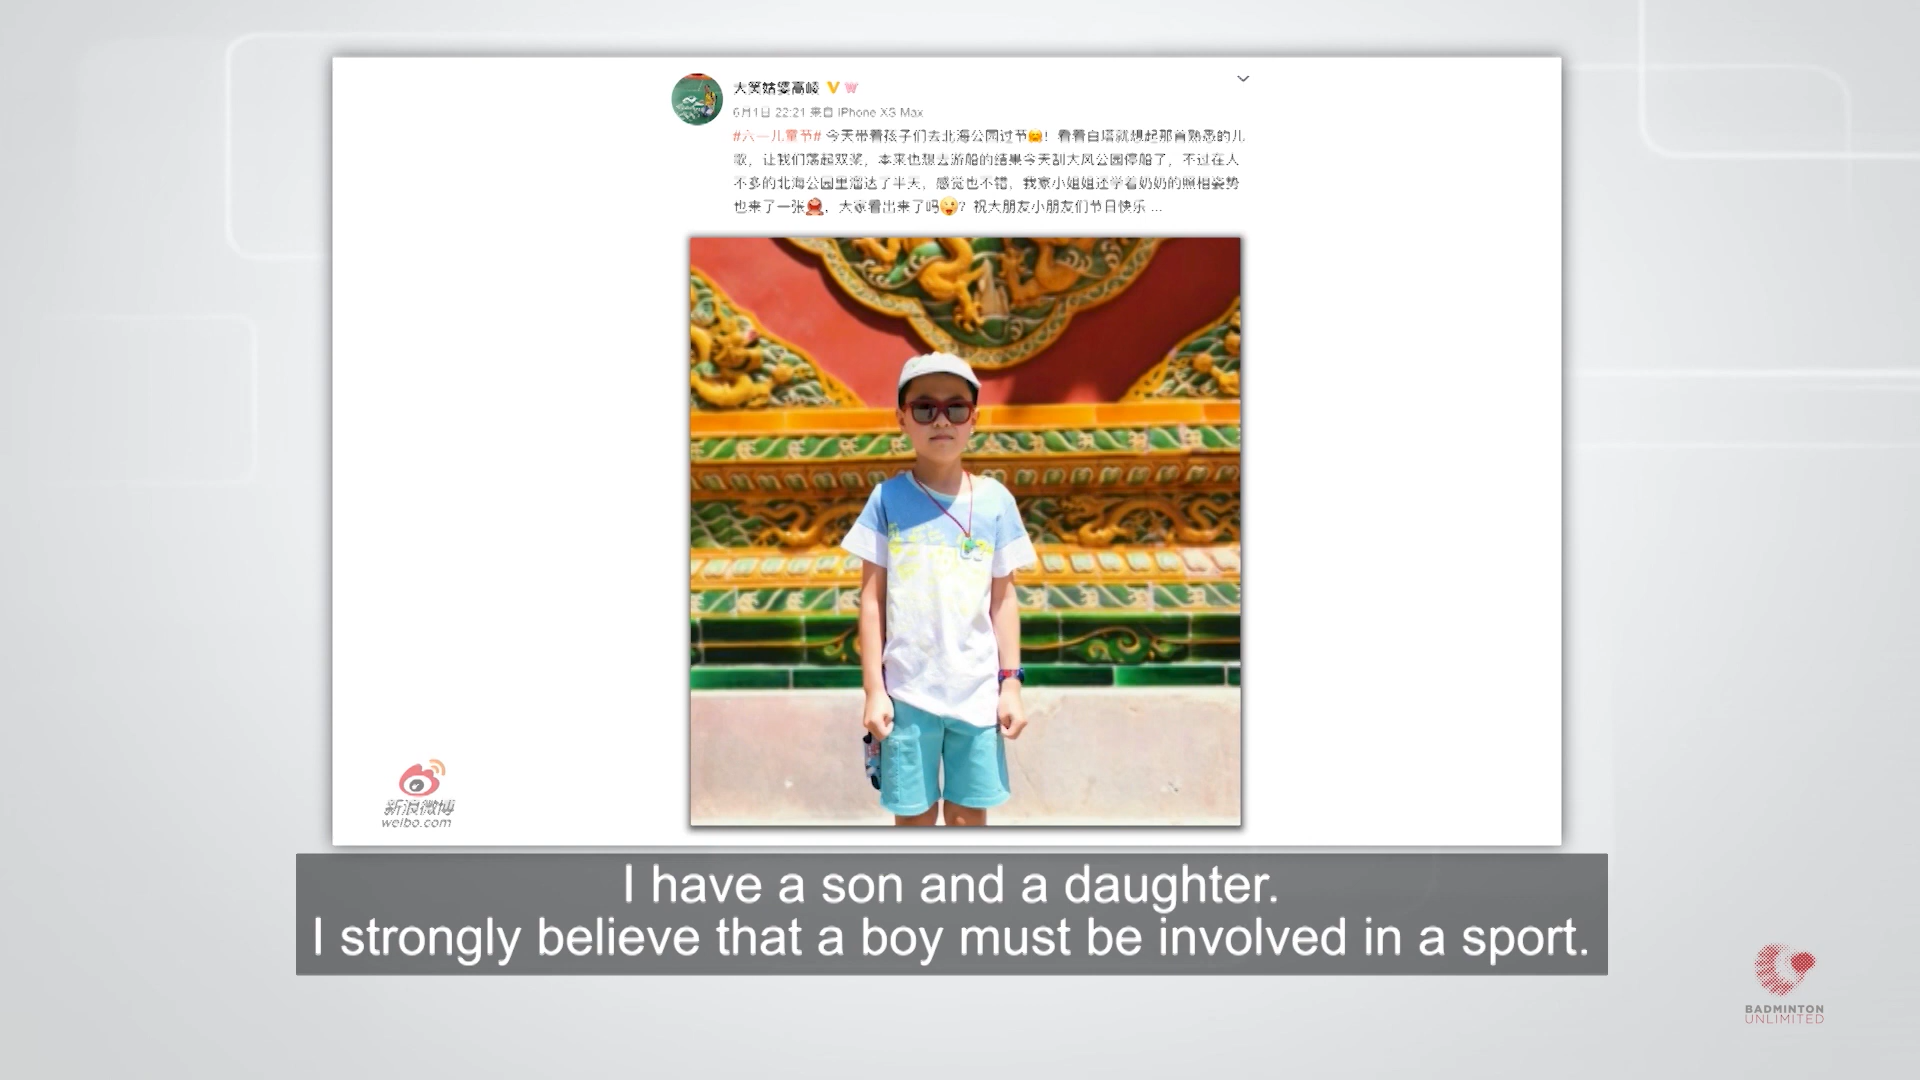 大笑姑婆高崚
6月1日 22:21 来自 iPhone XS Max
#六一儿童节# 今天带着孩子们去北海公园过节! 看着白塔就想起那首熟悉的儿
歌，让我们荡起双桨，本来也想去游船的结果今天刮大风公园停船了，不过在人
不多的北海公园里溜达了半天，感觉也不错，我家小姐姐还学着奶奶的照相姿势
也来了一张，大家看出来了吗？祝大朋友小朋友们节日快乐 ...
新浪微博
weibo.com
I have a son and a daughter.
I strongly believe that a boy must be involved in a sport.
BADMINTON
UNLIMITED